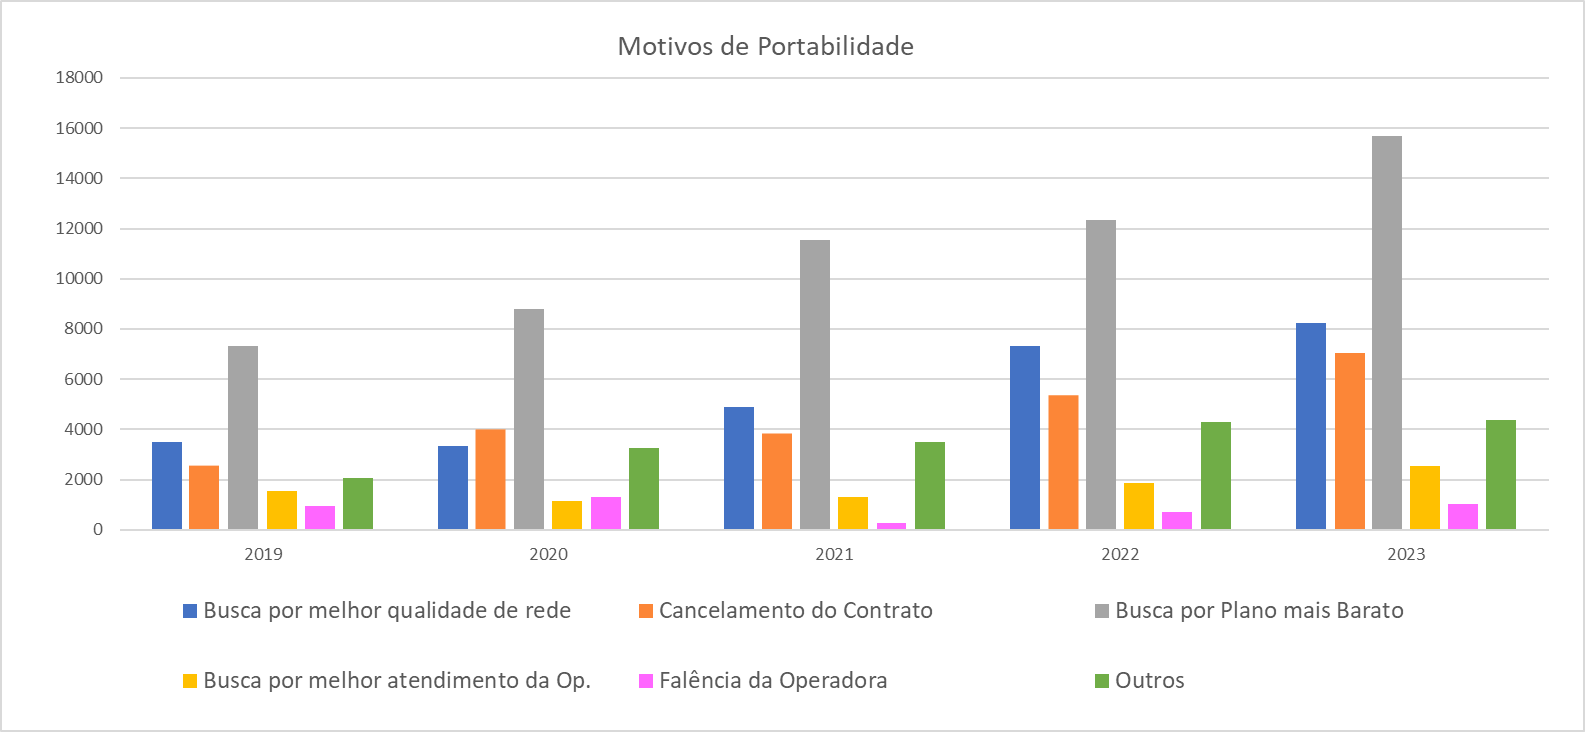 Motivos de Portabilidade
18000
16000
14000
12000
10000
8000
6000
4000
2000
0
2019 2020 2021 2022 2023
Busca por melhor qualidade de rede Cancelamento do Contrato Busca por Plano mais Barato
Busca por melhor atendimento da Op. Falência da Operadora Outros